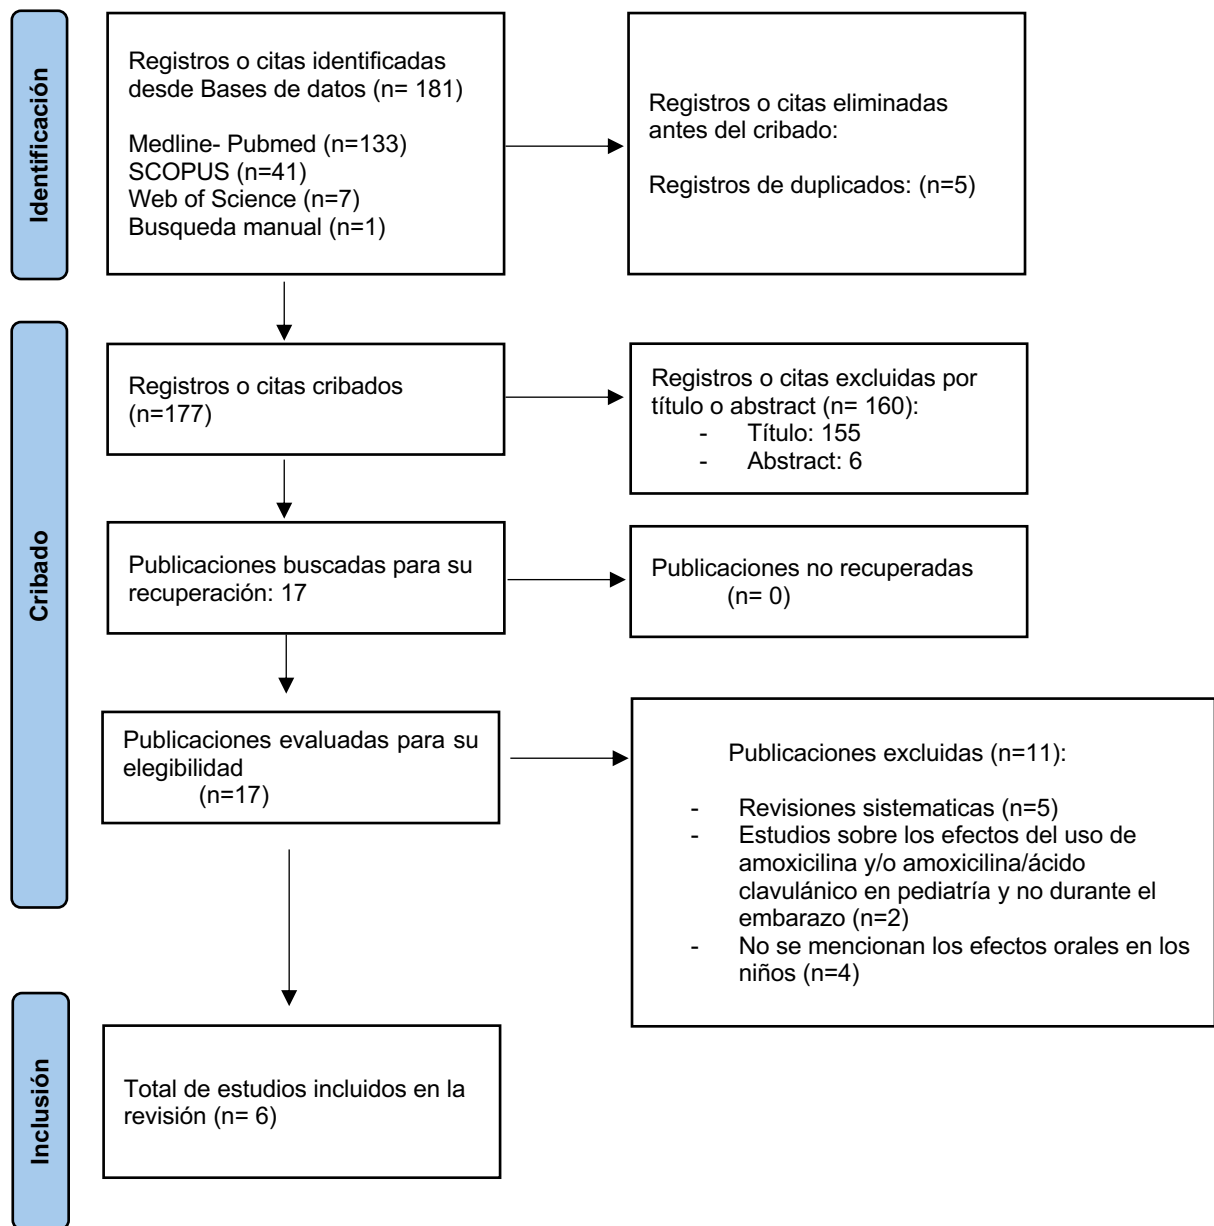 Identificación
Registros o citas identificadas
desde Bases de datos (n= 181)
Medline- Pubmed (n=133)
SCOPUS (n=41)
Web of Science (n=7)
Busqueda manual (n=1)
Registros o citas eliminadas
antes del cribado:
Registros de duplicados: (n=5)
Cribado
Registros o citas cribados
(n=177)
Registros o citas excluidas por
título o abstract (n= 160):
- Título: 155
- Abstract: 6
Publicaciones buscadas para su
recuperación: 17
Publicaciones no recuperadas
(n= 0)
Publicaciones evaluadas para su
elegibilidad
(n=17)
Publicaciones excluidas (n=11):
- Revisiones sistematicas (n=5)
- Estudios sobre los efectos del uso de
amoxicilina y/o amoxicilina/ácido
clavulánico en pediatría y no durante el
embarazo (n=2)
- No se mencionan los efectos orales en los
niños (n=4)
Inclusión
Total de estudios incluidos en la
revisión (n= 6)